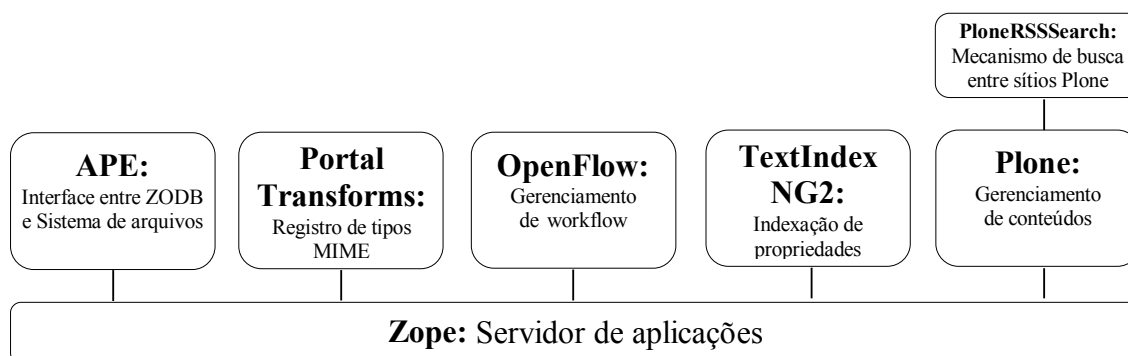 PloneRSSSearch:
Mecanismo de busca
entre sítios Plone
APE:
Interface entre ZODB
e Sistema de arquivos
Portal
Transforms:
Registro de tipos
MIME
OpenFlow:
Gerenciamento
de workflow
TextIndex
NG2:
Indexação de
propriedades
Plone:
Gerenciamento
de conteúdos
Zope: Servidor de aplicações